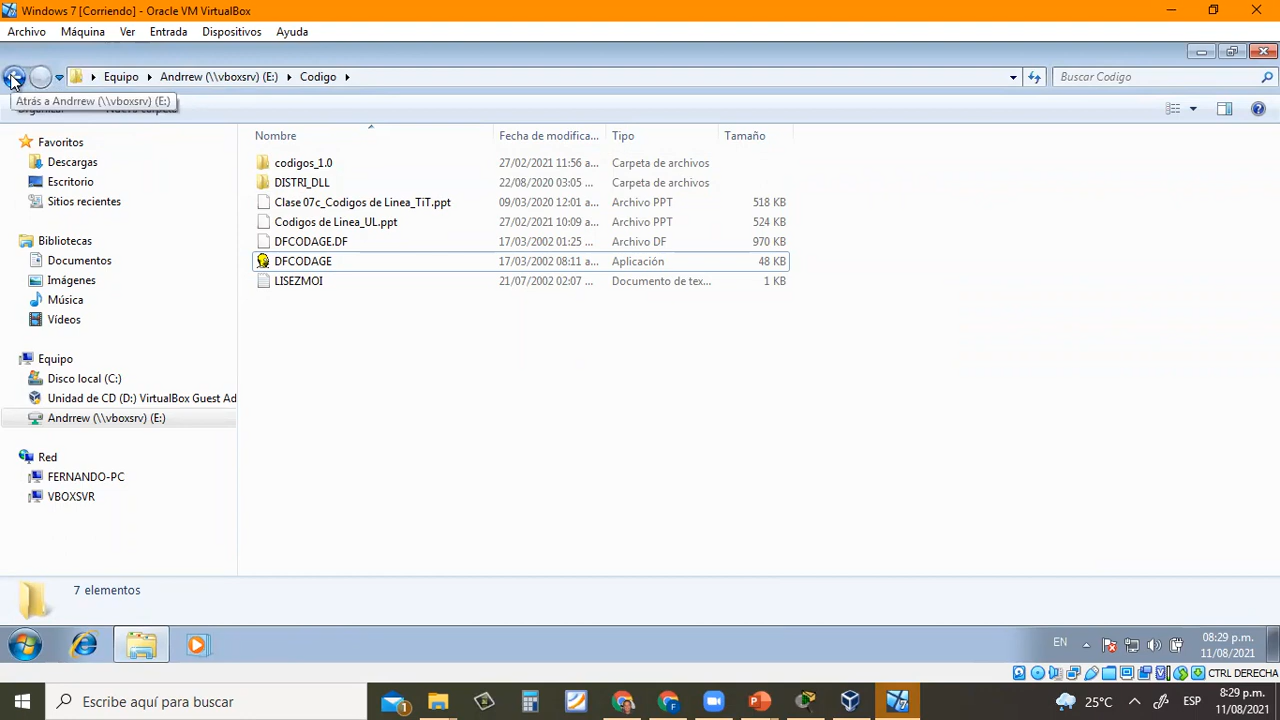 Windows 7 [Corriendo] - Oracle VM VirtualBox
Archivo Máquina Ver Entrada Dispositivos Ayuda
Equipo Andrrew (\\vboxsrv) (E:) Codigo
Buscar Codigo
Atrás a Andrrew (\\vboxsrv) (E:)
Favoritos
Descargas
Escritorio
Sitios recientes
Bibliotecas
Documentos
Imágenes
Música
Vídeos
Equipo
Disco local (C:)
Unidad de CD (D:) VirtualBox Guest Ad
Andrrew (\\vboxsrv) (E:)
Red
FERNANDO-PC
VBOXSVR
Nombre Fecha de modifica... Tipo Tamaño
codigos_1.0 27/02/2021 11:56 a... Carpeta de archivos
DISTRI_DLL 22/08/2020 03:05 ... Carpeta de archivos
Clase 07c_Codigos de Linea_TiT.ppt 09/03/2020 12:01 a... Archivo PPT 518 KB
Codigos de Linea_UL.ppt 27/02/2021 10:09 a... Archivo PPT 524 KB
DFCODAGE.DF 17/03/2002 01:25 ... Archivo DF 970 KB
DFCODAGE 17/03/2002 08:11 a... Aplicación 48 KB
LISEZMOI 21/07/2002 02:07 ... Documento de tex... 1 KB
7 elementos
EN
08:29 p.m.
11/08/2021
CTRL DERECHA
Escribe aquí para buscar
25°C
ESP
8:29 p.m.
11/08/2021